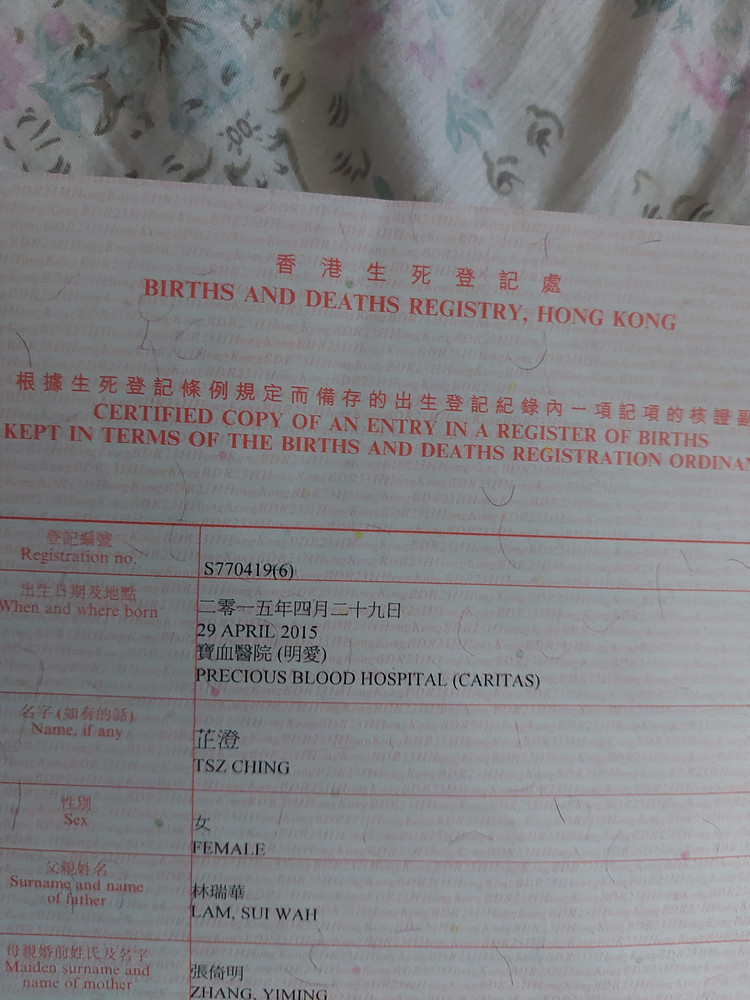 香港生死登記處
BIRTHS AND DEATHS REGISTRY, HONG KONG
根據生死登記條例規定而備存的出生登記紀錄內一項記項的核證副
CERTIFIED COPY OF AN ENTRY IN A REGISTER OF BIRTHS
KEPT IN TERMS OF THE BIRTHS AND DEATHS REGISTRATION ORDINAN
登記編號
Registration no.
S770419(6)
出生日期及地點
When and where born
二零一五年四月二十九日
29 APRIL 2015
寶血醫院 (明愛)
PRECIOUS BLOOD HOSPITAL (CARITAS)
名字 (如有的話)
Name, if any
芷澄
TSZ CHING
性別
Sex
女
FEMALE
父親姓名
Surname and name
of father
林瑞華
LAM, SUI WAH
母親婚前姓氏及名字
Maiden surname and
name of mother
張倚明
ZHANG, YIMING